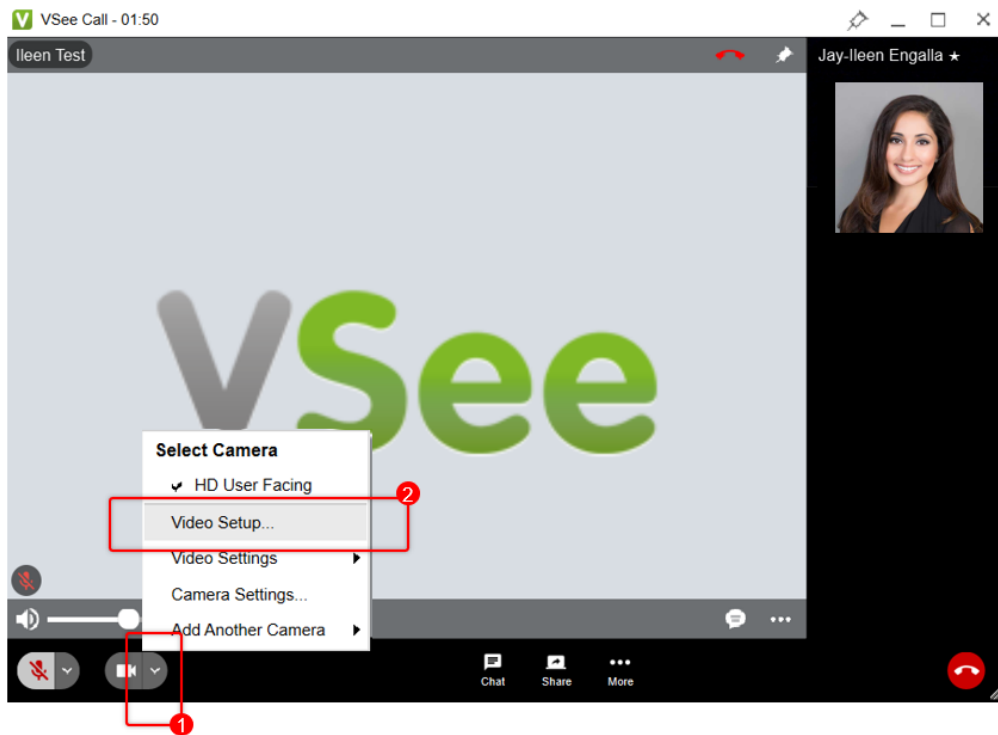 VSee Call - 01:50
Ileen Test
Jay-Ileen Engalla ★
VSee
Select Camera
HD User Facing
2
Video Setup...
Video Settings
Camera Settings...
Add Another Camera
Chat
Share
More
1